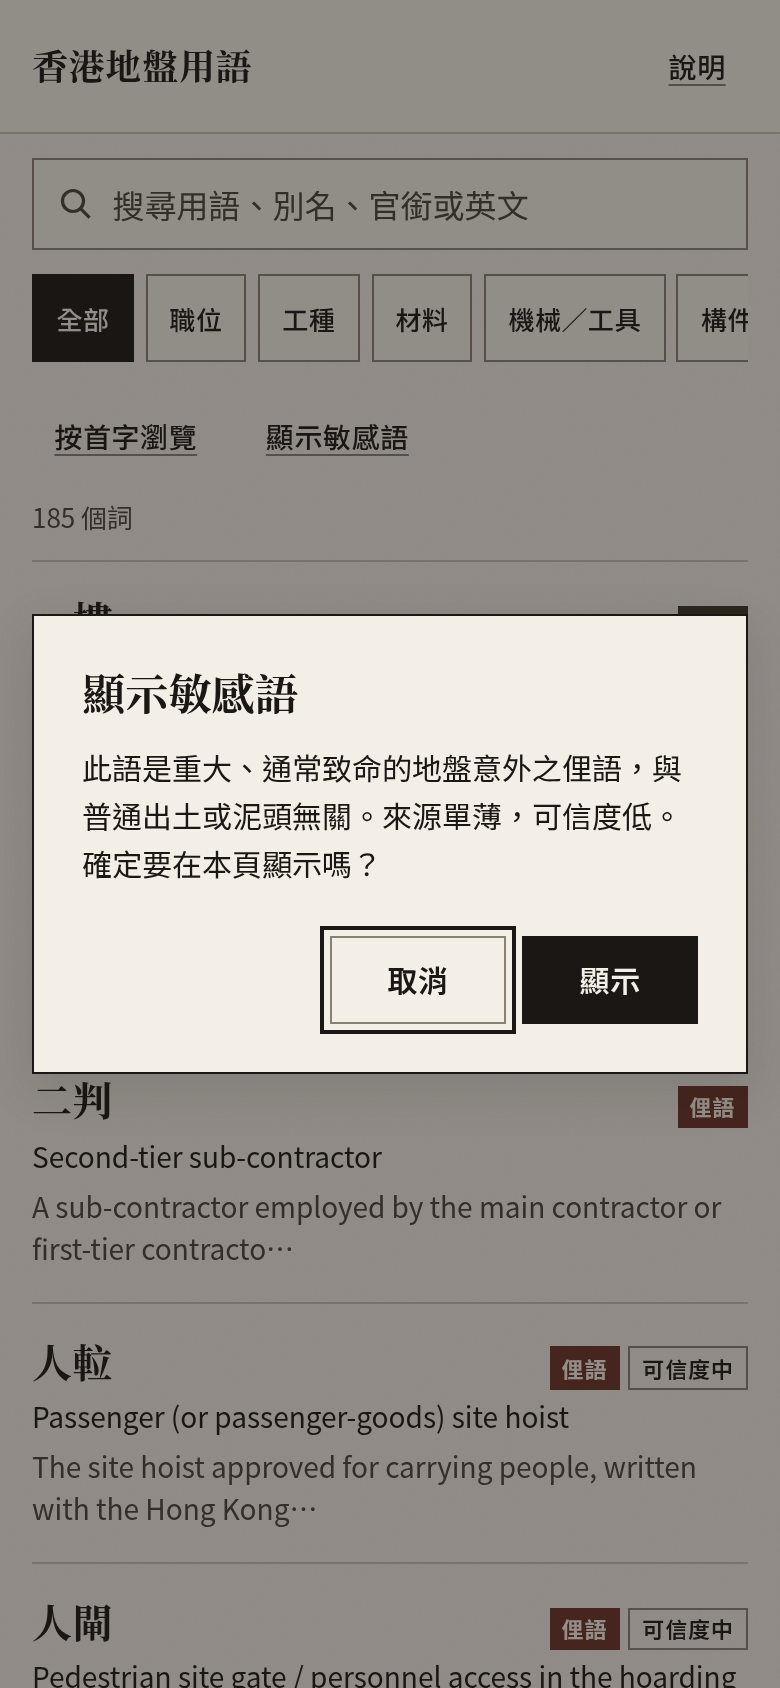 香港地盤用語
說明
搜尋用語、別名、官銜或英文
全部
職位
工種
材料
機械／工具
構件
按首字瀏覽
顯示敏感語
185 個詞
顯示敏感語
此語是重大、通常致命的地盤意外之俚語，與
普通出土或泥頭無關。來源單薄，可信度低。
確定要在本頁顯示嗎？
取消
顯示
二判
俚語
Second-tier sub-contractor
A sub-contractor employed by the main contractor or
first-tier contracto…
人𨋢
俚語
可信度中
Passenger (or passenger-goods) site hoist
The site hoist approved for carrying people, written
with the Hong Kong…
人閘
俚語
可信度中
Pedestrian site gate / personnel access in the hoarding